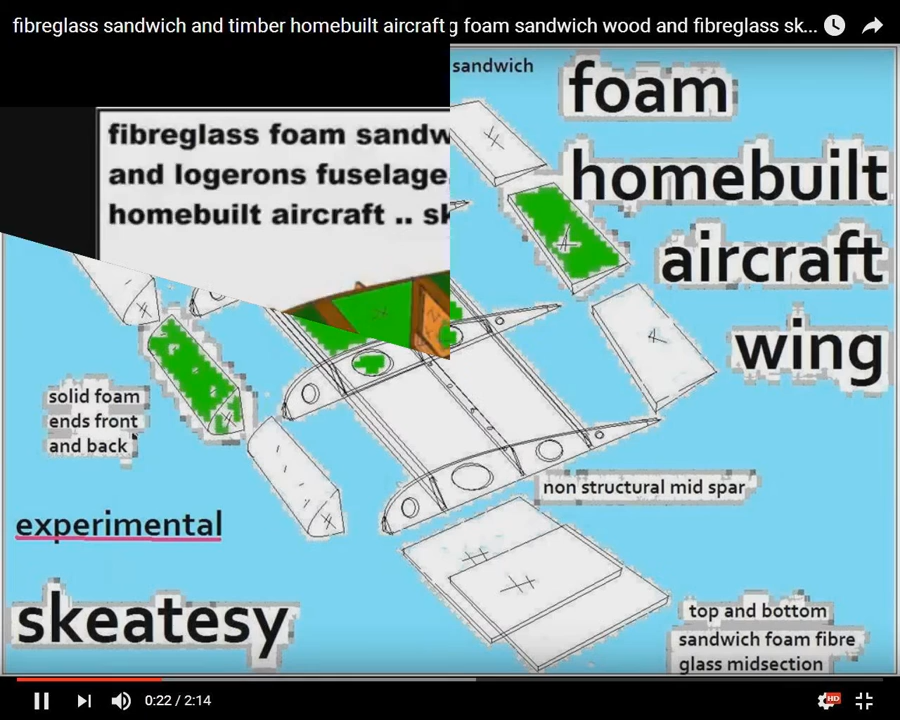 fibreglass sandwich and timber homebuilt aircraft
g foam sandwich wood and fibreglass sk...
sandwich
foam
homebuilt
aircraft
wing
fibreglass foam sandw
and logerons fuselage
homebuilt aircraft .. sk
solid foam
ends front
and back
experimental
skeatesy
non structural mid spar
top and bottom
sandwich foam fibre
glass midsection
0:22 / 2:14
HD